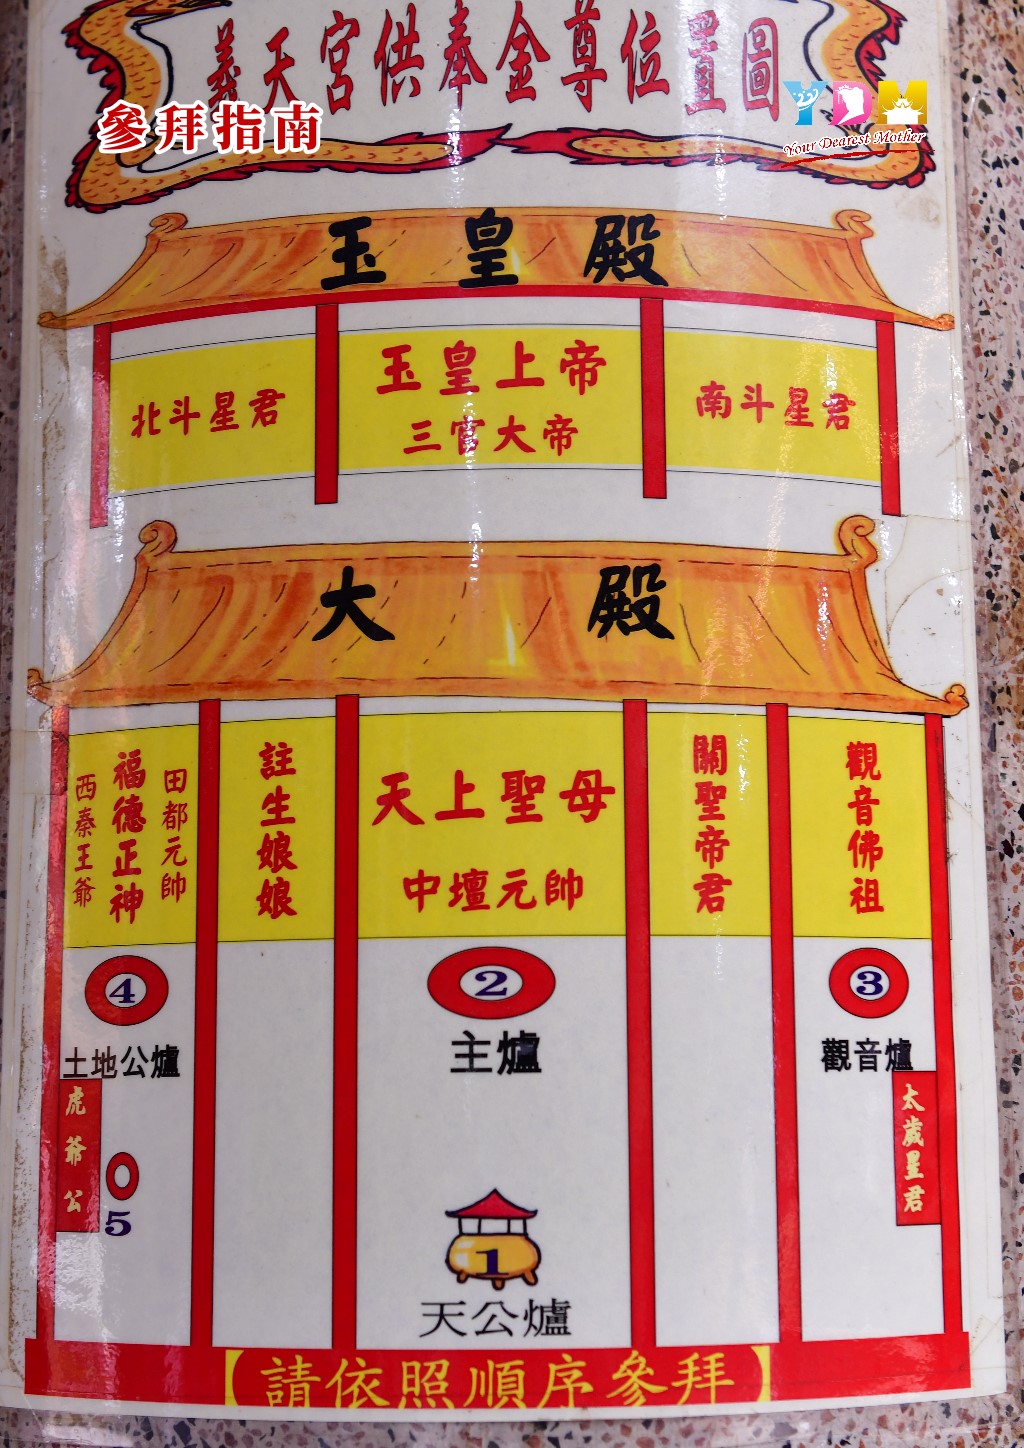 義天宮供奉金尊位置圖
參拜指南
YDM
Your Dearest Mother
玉皇殿
北斗星君
玉皇上帝
三官大帝
南斗星君
大殿
西秦王爺
福德正神
田都元帥
註生娘娘
天上聖母
中壇元帥
關聖帝君
觀音佛祖
4
土地公爐
2
主爐
3
觀音爐
虎爺公
5
太歲星君
1
天公爐
【請依照順序參拜】